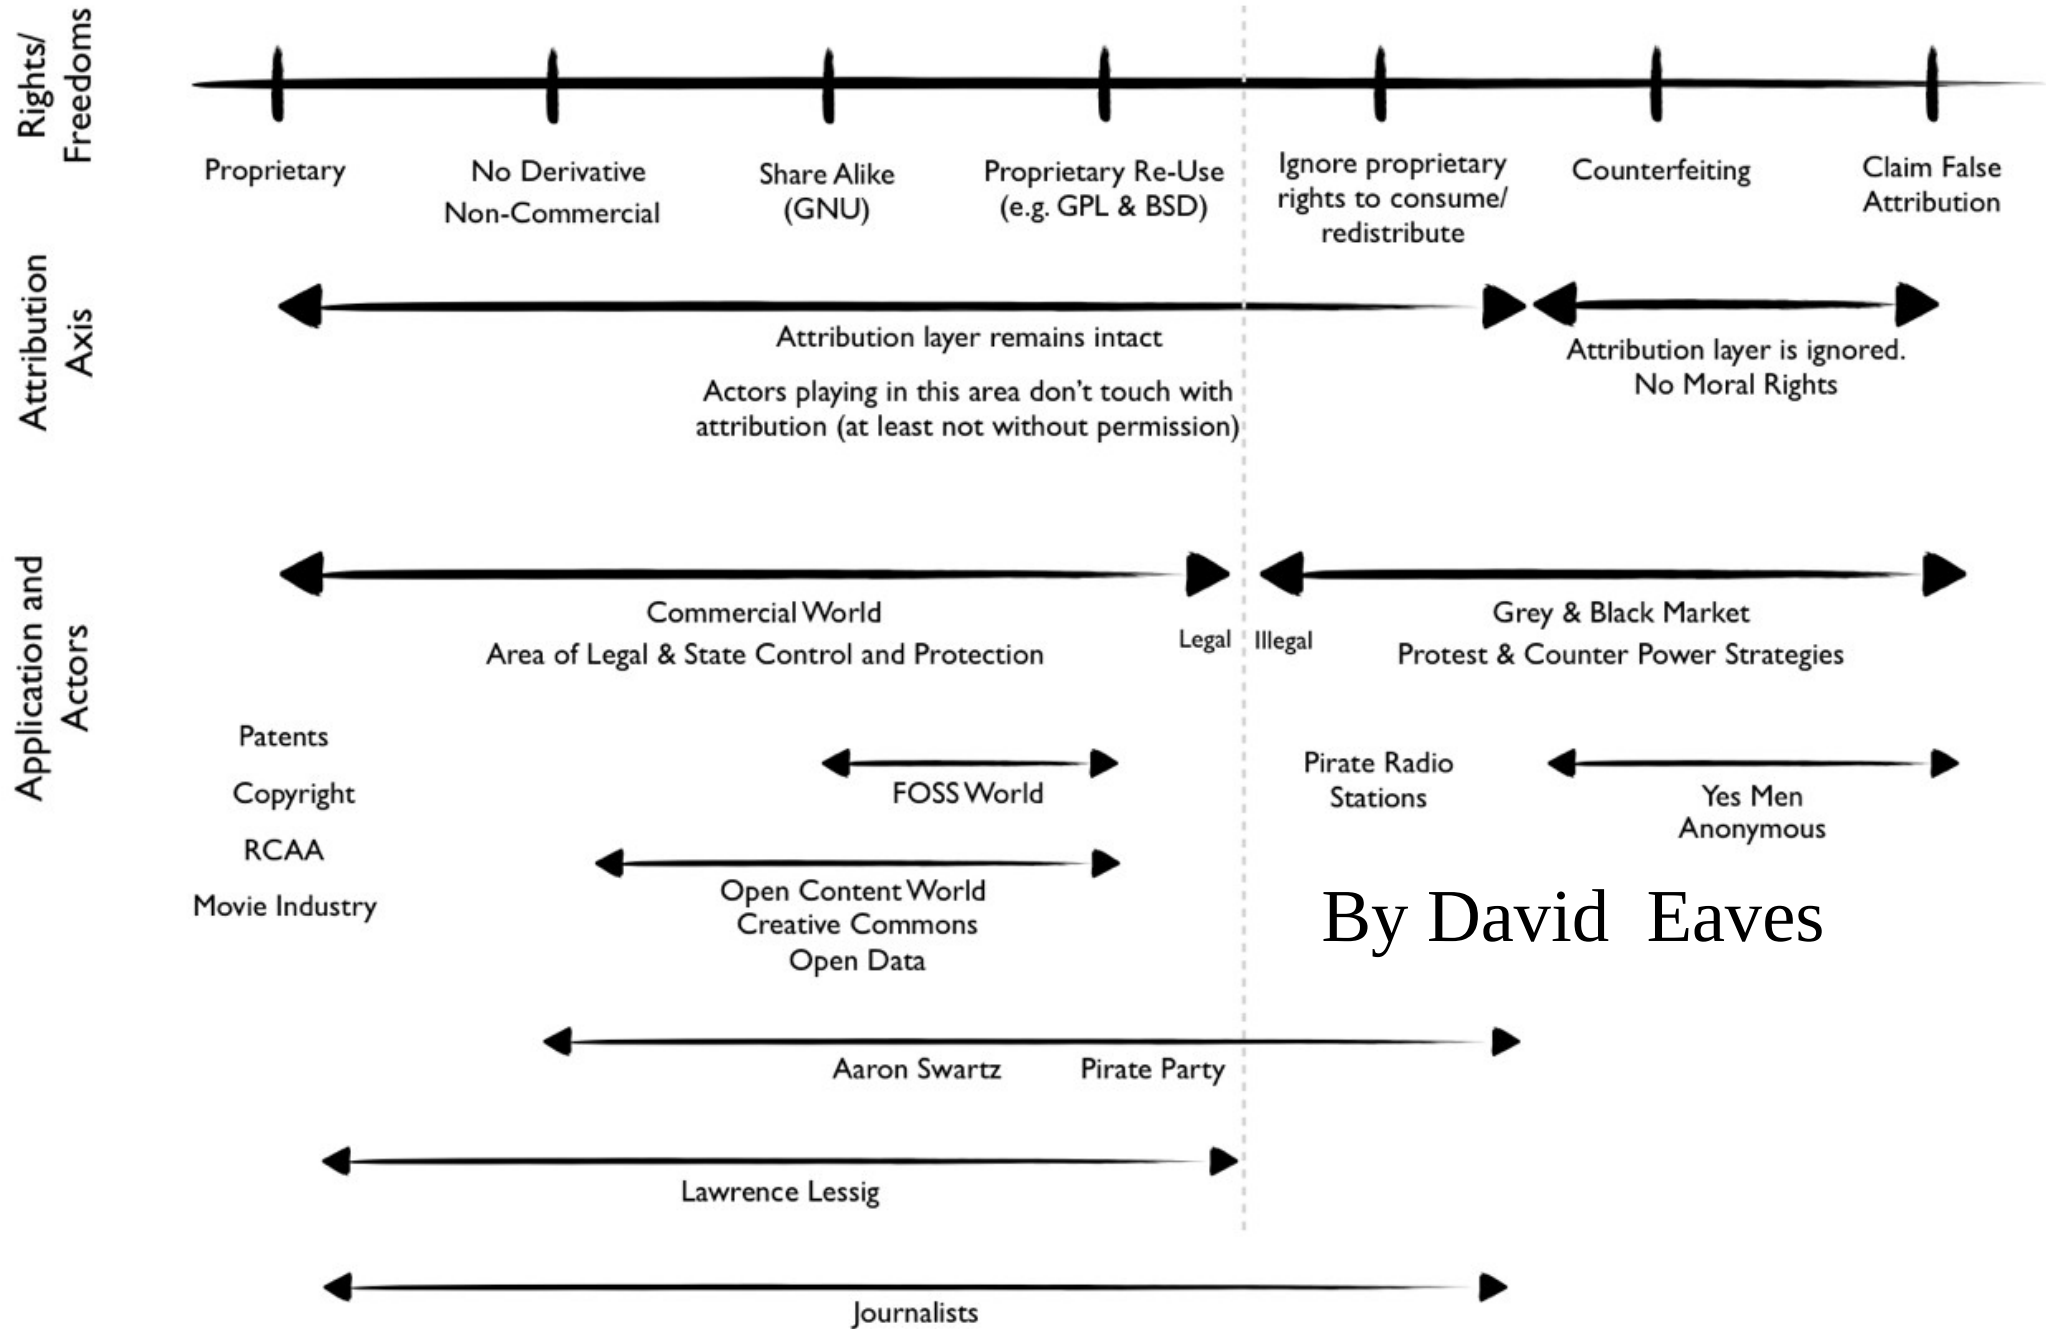 Rights/
Freedoms
Proprietary
No Derivative
Non-Commercial
Share Alike
(GNU)
Proprietary Re-Use
(e.g. GPL & BSD)
Ignore proprietary
rights to consume/
redistribute
Counterfeiting
Claim False
Attribution
Attribution
Axis
Attribution layer remains intact
Actors playing in this area don't touch with
attribution (at least not without permission)
Attribution layer is ignored.
No Moral Rights
Application and
Actors
Commercial World
Area of Legal & State Control and Protection
Legal
Illegal
Grey & Black Market
Protest & Counter Power Strategies
Patents
Copyright
RCAA
Movie Industry
FOSS World
Pirate Radio
Stations
Yes Men
Anonymous
Open Content World
Creative Commons
Open Data
By David  Eaves
Aaron Swartz
Pirate Party
Lawrence Lessig
Journalists